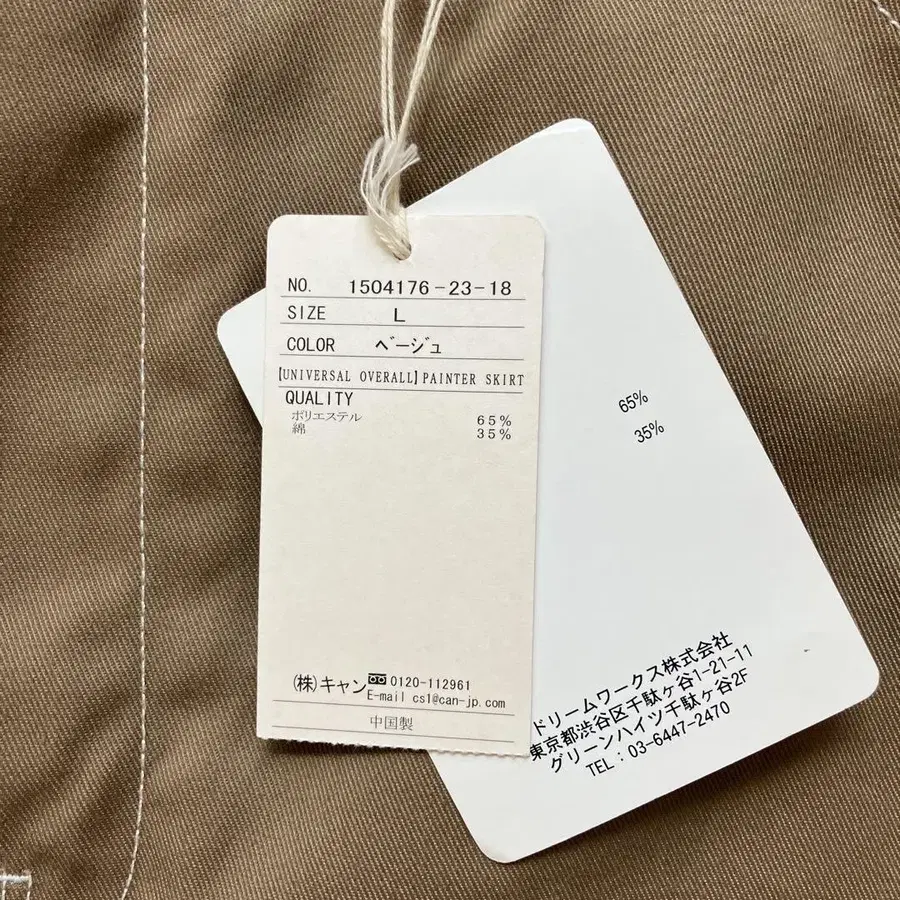 NO. 1504176-23-18
SIZE L
COLOR ベージュ
【UNIVERSAL OVERALL】PAINTER SKIRT
QUALITY
ポリエステル 65%
綿 35%
(株)キャン 0120-112961
E-mail cs1@can-jp.com
中国製
65%
35%
ドリームワークス株式会社
東京都渋谷区千駄ヶ谷1-21-11
グリーンハイツ千駄ヶ谷2F
TEL：03-6447-2470